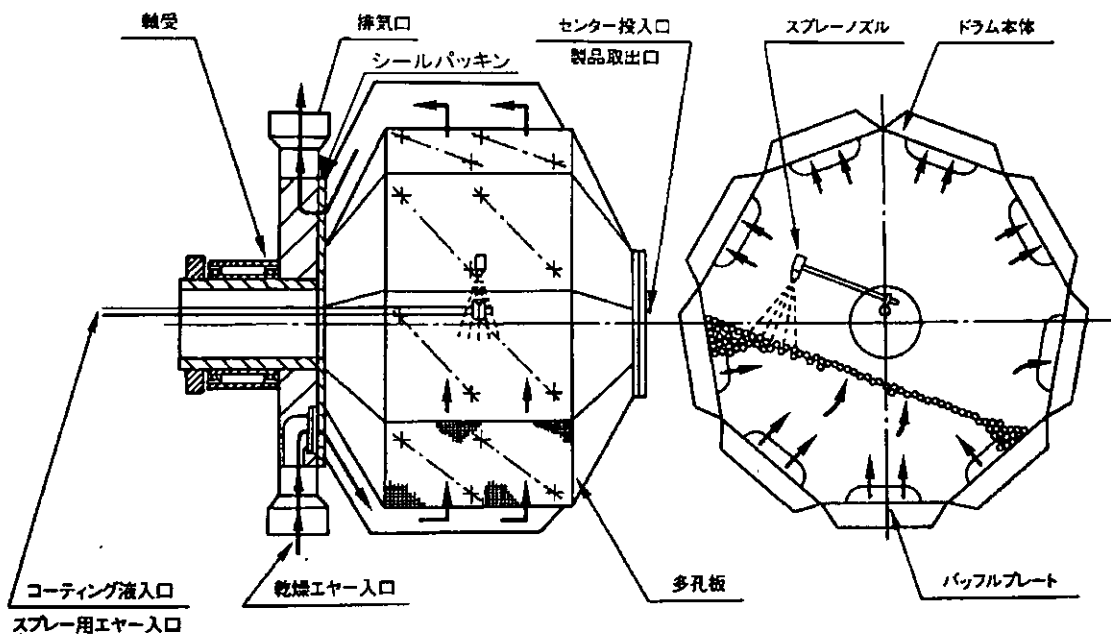 軸受
排気口
シールパッキン
センター投入口
製品取出口
スプレーノズル
ドラム本体
コーティング液入口
スプレー用エヤー入口
乾燥エヤー入口
多孔板
バッフルプレート